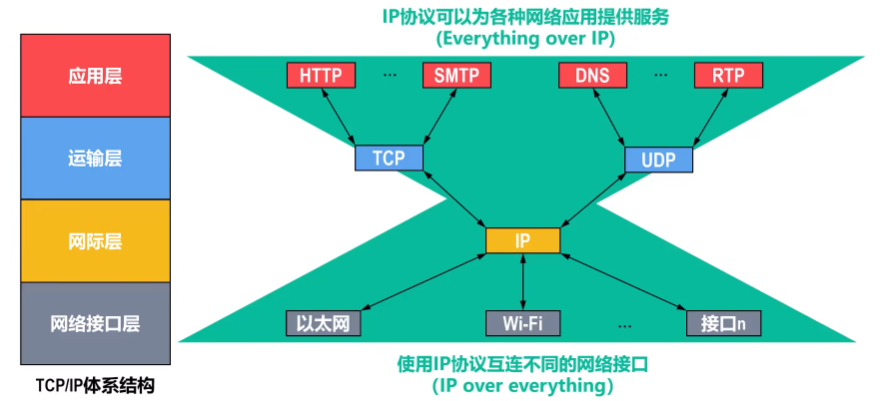 IP协议可以为各种网络应用提供服务
(Everything over IP)
应用层
HTTP ... SMTP DNS ... RTP
运输层
TCP UDP
网际层
IP
网络接口层
以太网 Wi-Fi ... 接口n
使用IP协议互连不同的网络接口
(IP over everything)
TCP/IP体系结构